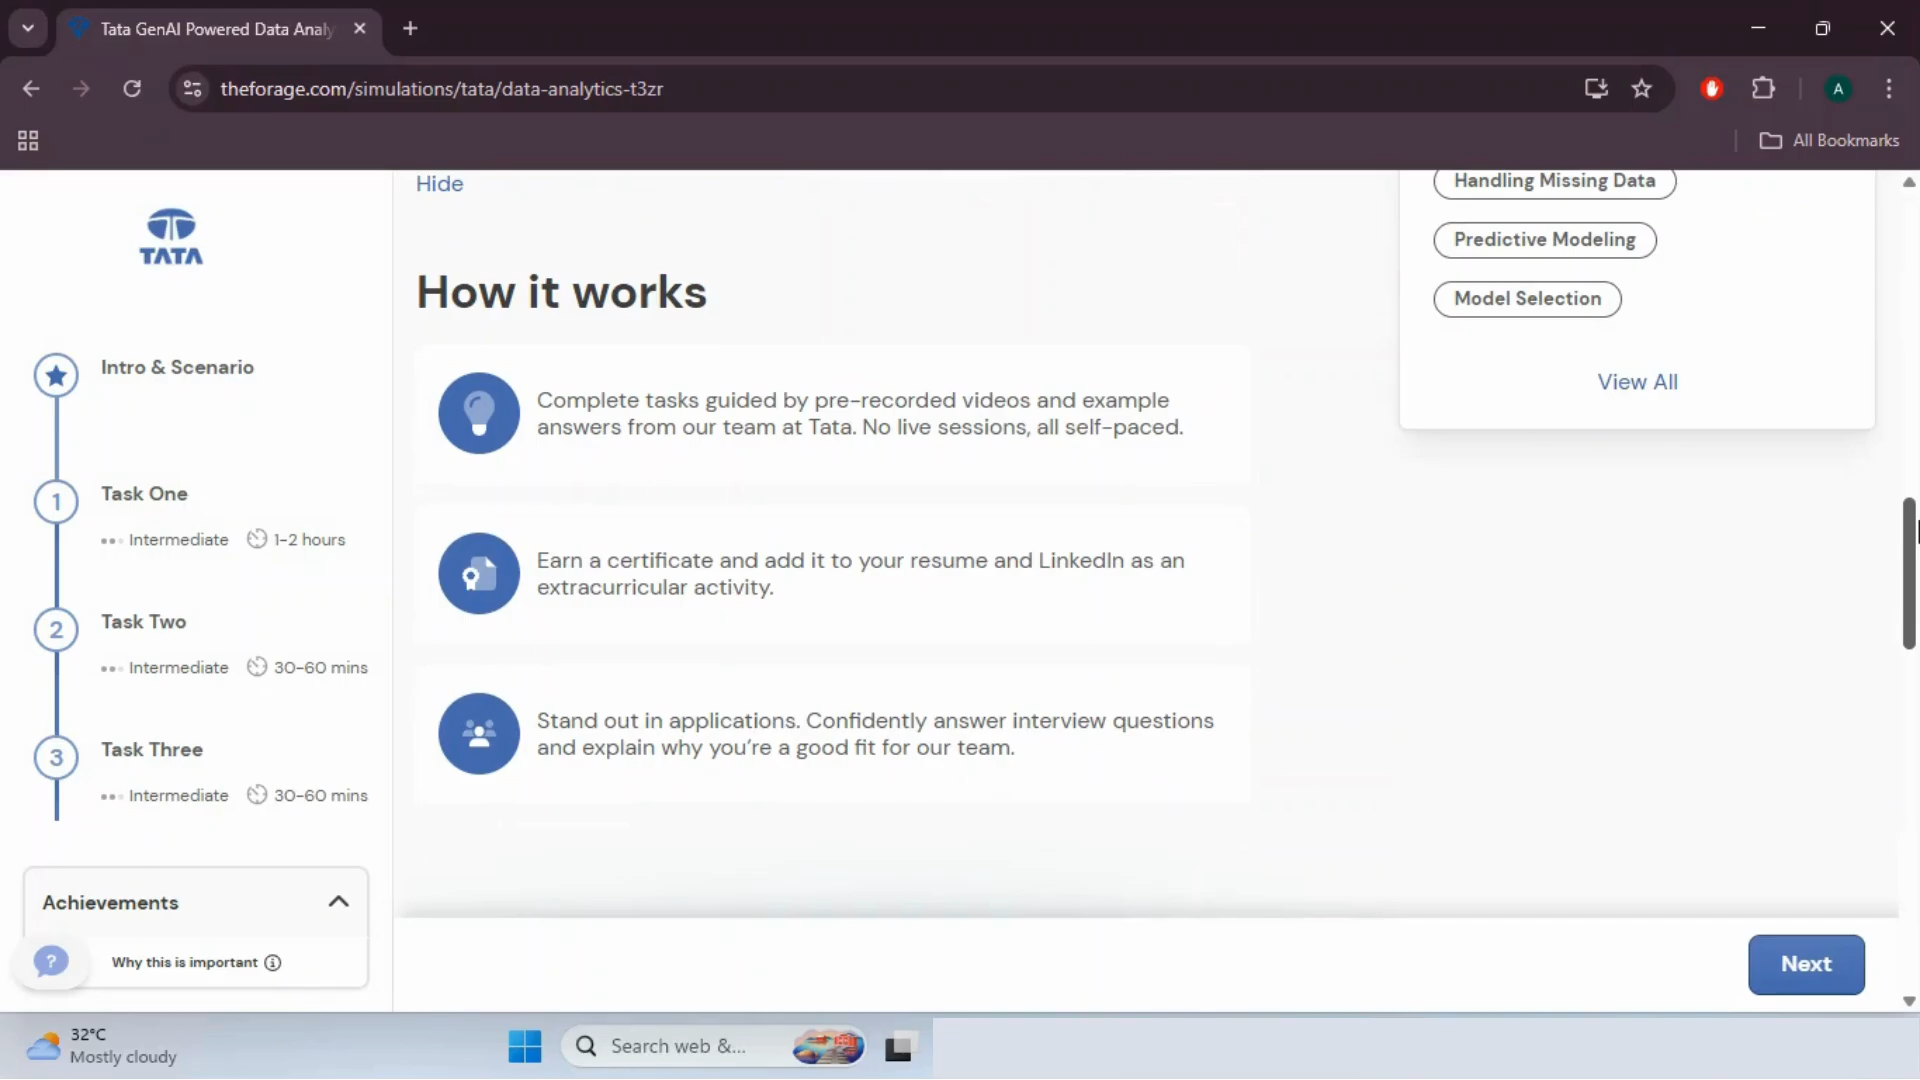 Tata GenAI Powered Data Analy
theforage.com/simulations/tata/data-analytics-t3zr
A
All Bookmarks
TATA
Intro & Scenario
1
Task One
Intermediate
1-2 hours
2
Task Two
Intermediate
30-60 mins
3
Task Three
Intermediate
30-60 mins
Achievements
?
Why this is important
Hide
How it works
Complete tasks guided by pre-recorded videos and example
answers from our team at Tata. No live sessions, all self-paced.
Earn a certificate and add it to your resume and LinkedIn as an
extracurricular activity.
Stand out in applications. Confidently answer interview questions
and explain why you're a good fit for our team.
Handling Missing Data
Predictive Modeling
Model Selection
View All
Next
32°C
Mostly cloudy
Search web &...